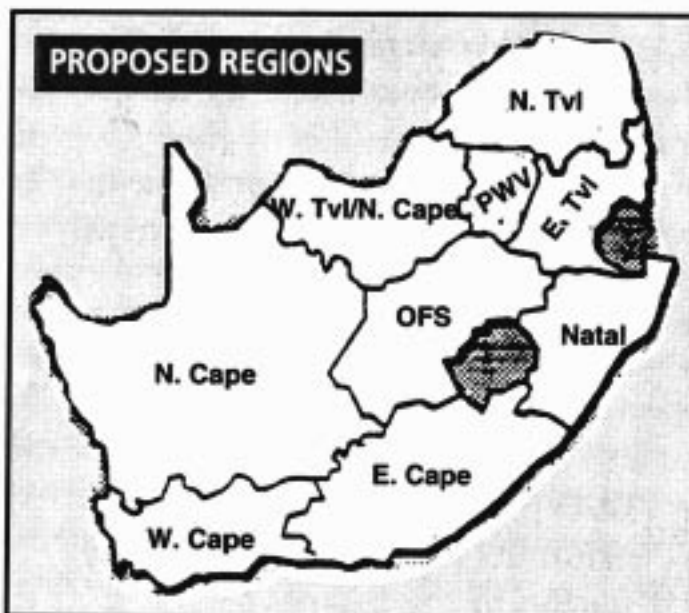 PROPOSED REGIONS
N. Tvl
W. Tvl/N. Cape
PWV
E. Tvl
OFS
Natal
N. Cape
E. Cape
W. Cape